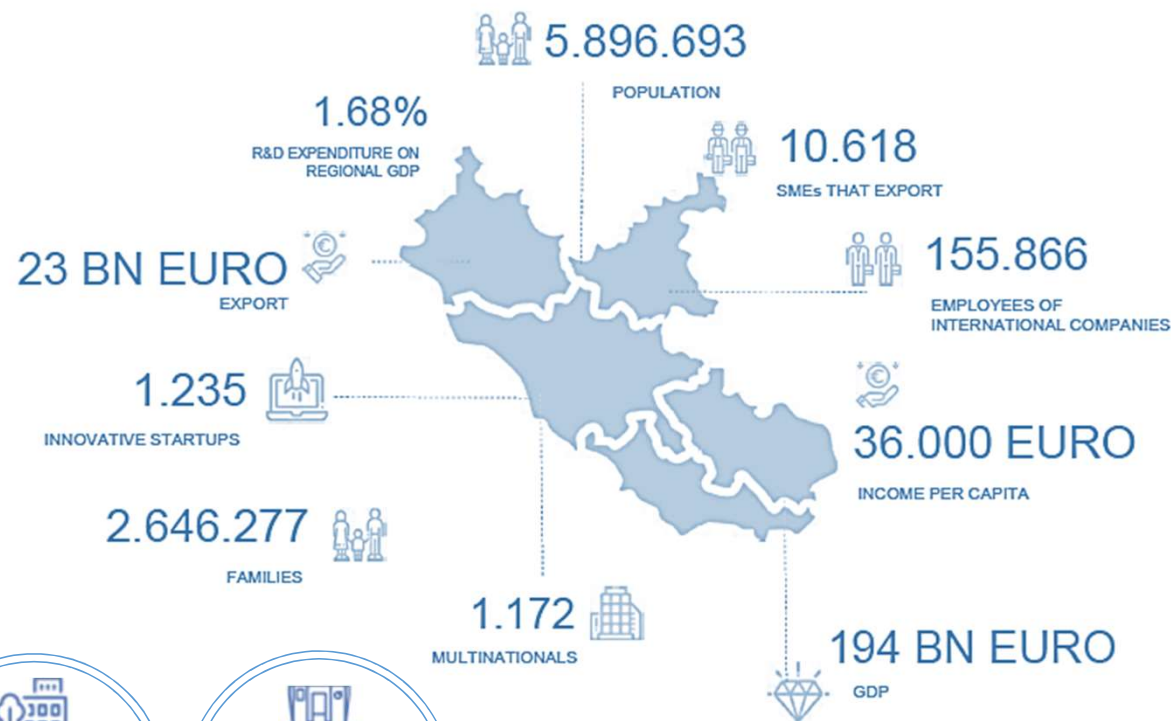 5.896.693
POPULATION
1.68%
R&D EXPENDITURE ON
REGIONAL GDP
10.618
SMEs THAT EXPORT
23 BN EURO
EXPORT
155.866
EMPLOYEES OF
INTERNATIONAL COMPANIES
1.235
INNOVATIVE STARTUPS
36.000 EURO
INCOME PER CAPITA
2.646.277
FAMILIES
1.172
MULTINATIONALS
194 BN EURO
GDP